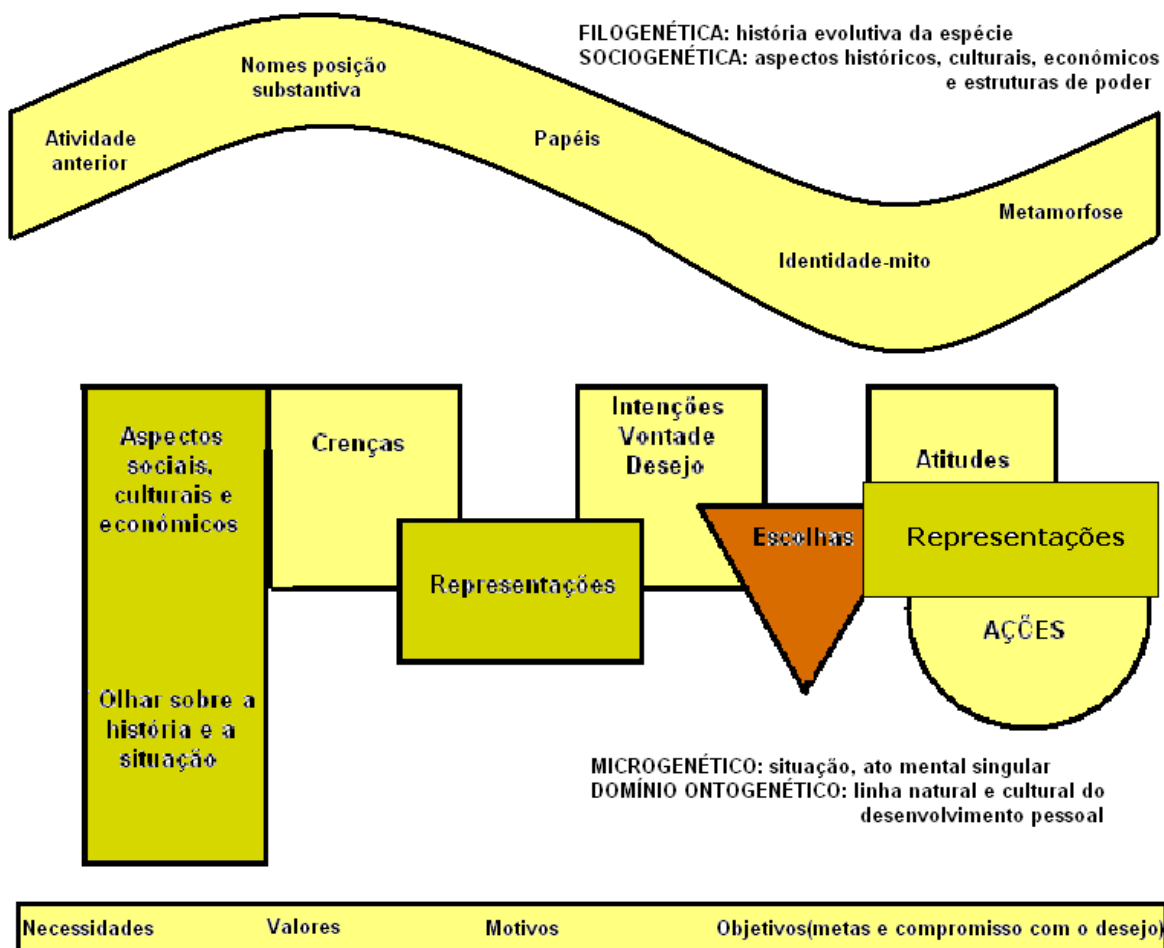 FILOGENÉTICA: história evolutiva da espécie
SOCIOGENÉTICA: aspectos históricos, culturais, econômicos
e estruturas de poder
Nomes posição
substantiva
Atividade
anterior
Papéis
Metamorfose
Identidade-mito
Aspectos
sociais,
culturais e
económicos
Olhar sobre a
história e a
situação
Crenças
Representações
Intenções
Vontade
Desejo
Escolhas
Atitudes
Representações
AÇÕES
MICROGENÉTICO: situação, ato mental singular
DOMÍNIO ONTOGENÉTICO: linha natural e cultural do
desenvolvimento pessoal
Necessidades Valores Motivos Objetivos(metas e compromisso com o desejo)